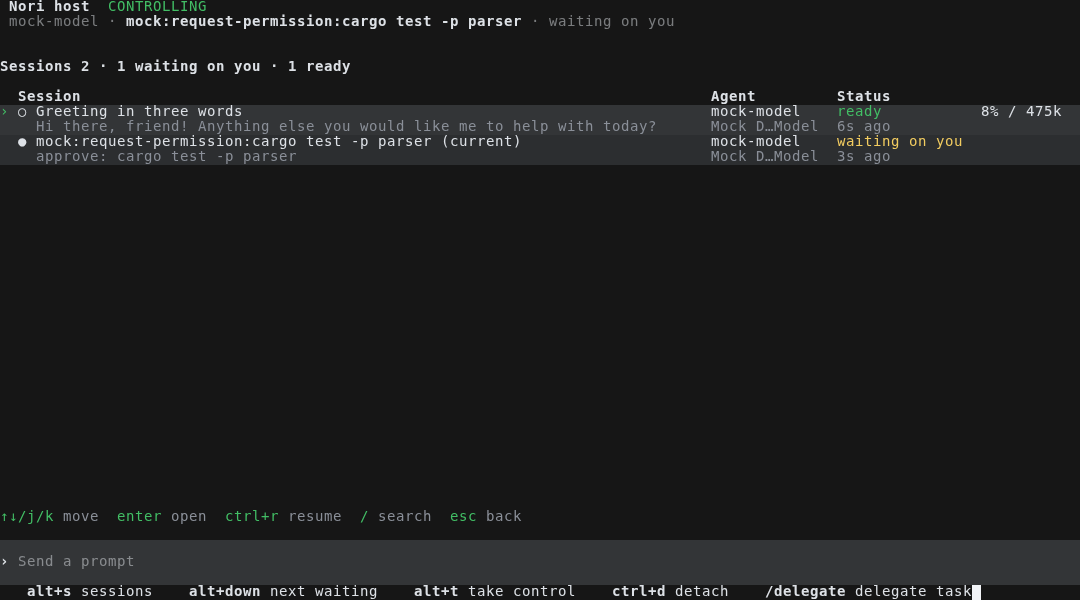 Nori host  CONTROLLING
mock-model · mock:request-permission:cargo test -p parser · waiting on you
Sessions 2 · 1 waiting on you · 1 ready
Session  Agent  Status
› ○ Greeting in three words  mock-model  ready  8% / 475k
Hi there, friend! Anything else you would like me to help with today?  Mock D…Model  6s ago
● mock:request-permission:cargo test -p parser (current)  mock-model  waiting on you
approve: cargo test -p parser  Mock D…Model  3s ago
↑↓/j/k move  enter open  ctrl+r resume  / search  esc back
› Send a prompt
alt+s sessions  alt+down next waiting  alt+t take control  ctrl+d detach  /delegate delegate task